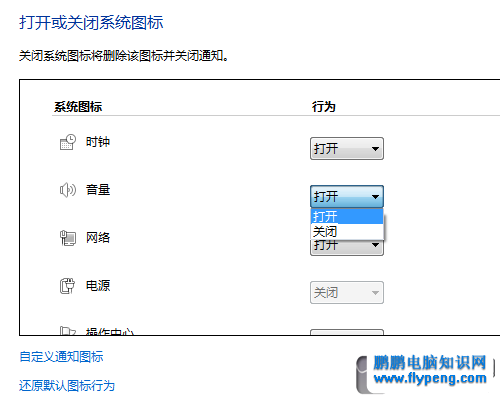 打开或关闭系统图标
关闭系统图标将删除该图标并关闭通知。
系统图标 行为
时钟 打开
音量 打开
打开
关闭
网络 打开
电源 关闭
操作中心
自定义通知图标
还原默认图标行为
鹏鹏电脑知识网
www.flypeng.com